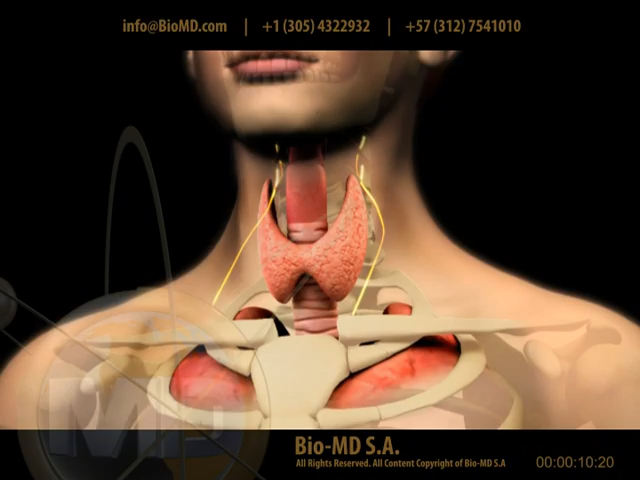 info@BioMD.com | +1 (305) 4322932 | +57 (312) 7541010
MD
Bio-MD S.A.
All Rights Reserved. All Content Copyright of Bio-MD S.A
00:00:10:20